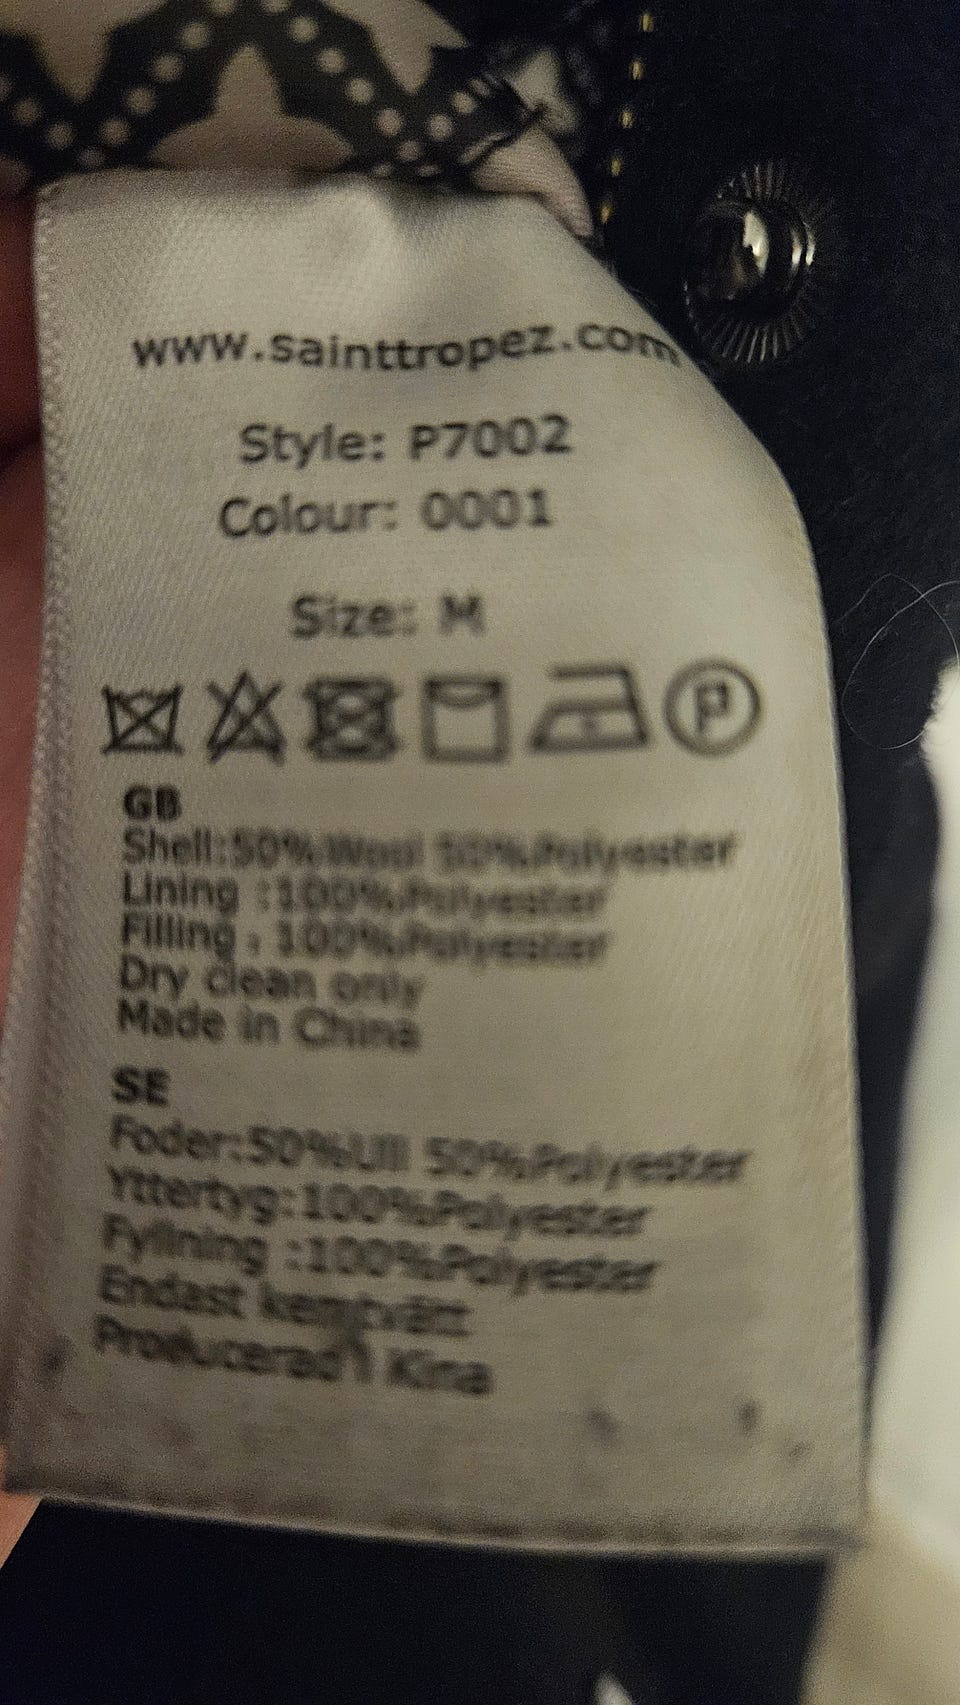 www.sainttropez.com
Style: P7002
Colour: 0001
Size: M
P
GB
Shell:50%Wool 50%Polyester
Lining :100%Polyester
Filling : 100%Polyester
Dry clean only
Made in China
SE
Foder:50%Ull 50%Polyester
Yttertyg:100%Polyester
Fyllning :100%Polyester
Endast kemtvätt
Producerad i Kina